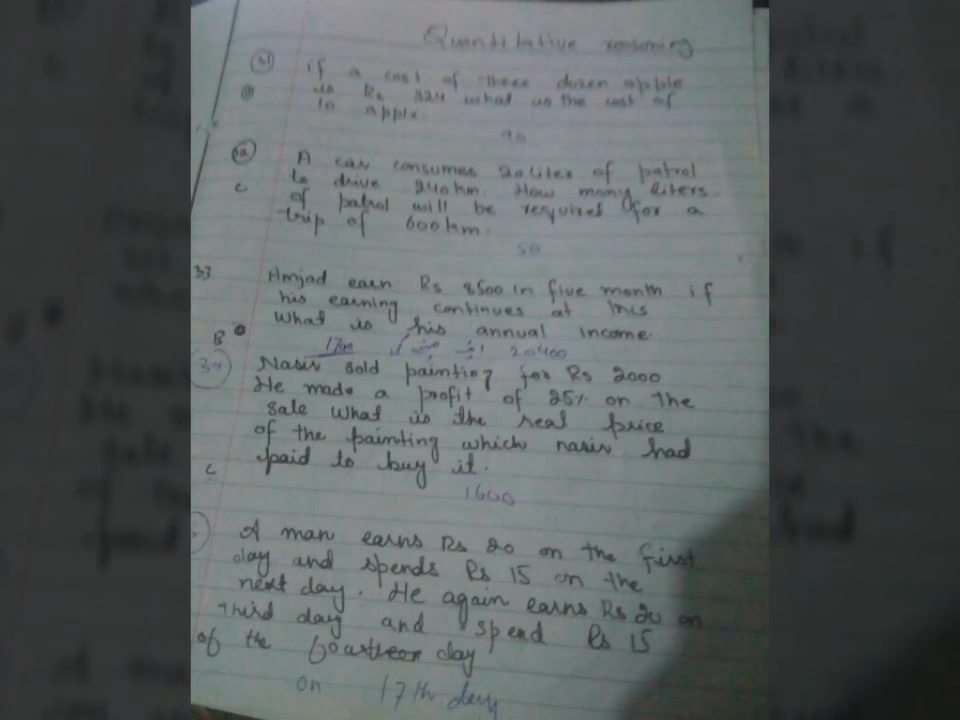 Quantitative reasoning
31 if a cost of three dozen apple
is Rs 324 what is the cost of
10 apple.
90
32 A car consumes 20 liter of patrol
to drive 240 km. How many liters
C of patrol will be required for a
trip of 600 km.
50
33 Amjad earn Rs 8500 in five month if
his earning continues at this
What is his annual income
B 1700 20400
34 Nasir sold painting for Rs 2000
He made a profit of 25% on the
sale what is the real price
of the painting which nasir had
C paid to buy it.
1600
A man earns Rs 20 on the first
day and spends Rs 15 on the
next day. He again earns Rs 20 on
third day and spend Rs 15
of the day
on 17th day